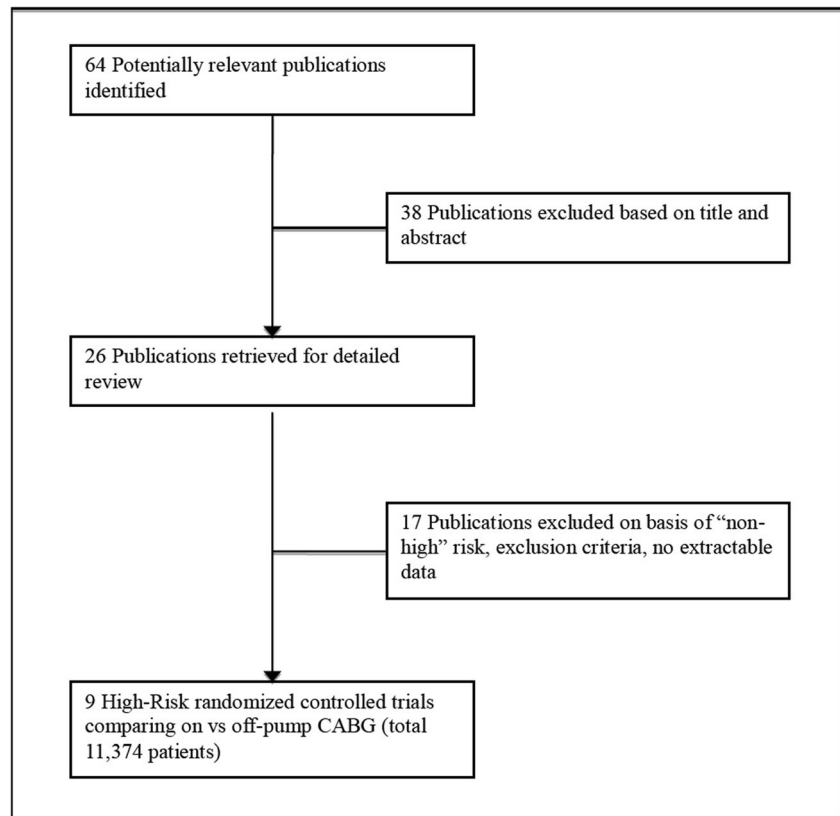 64 Potentially relevant publications
identified
38 Publications excluded based on title and
abstract
26 Publications retrieved for detailed
review
17 Publications excluded on basis of “non-
high” risk, exclusion criteria, no extractable
data
9 High-Risk randomized controlled trials
comparing on vs off-pump CABG (total
11,374 patients)